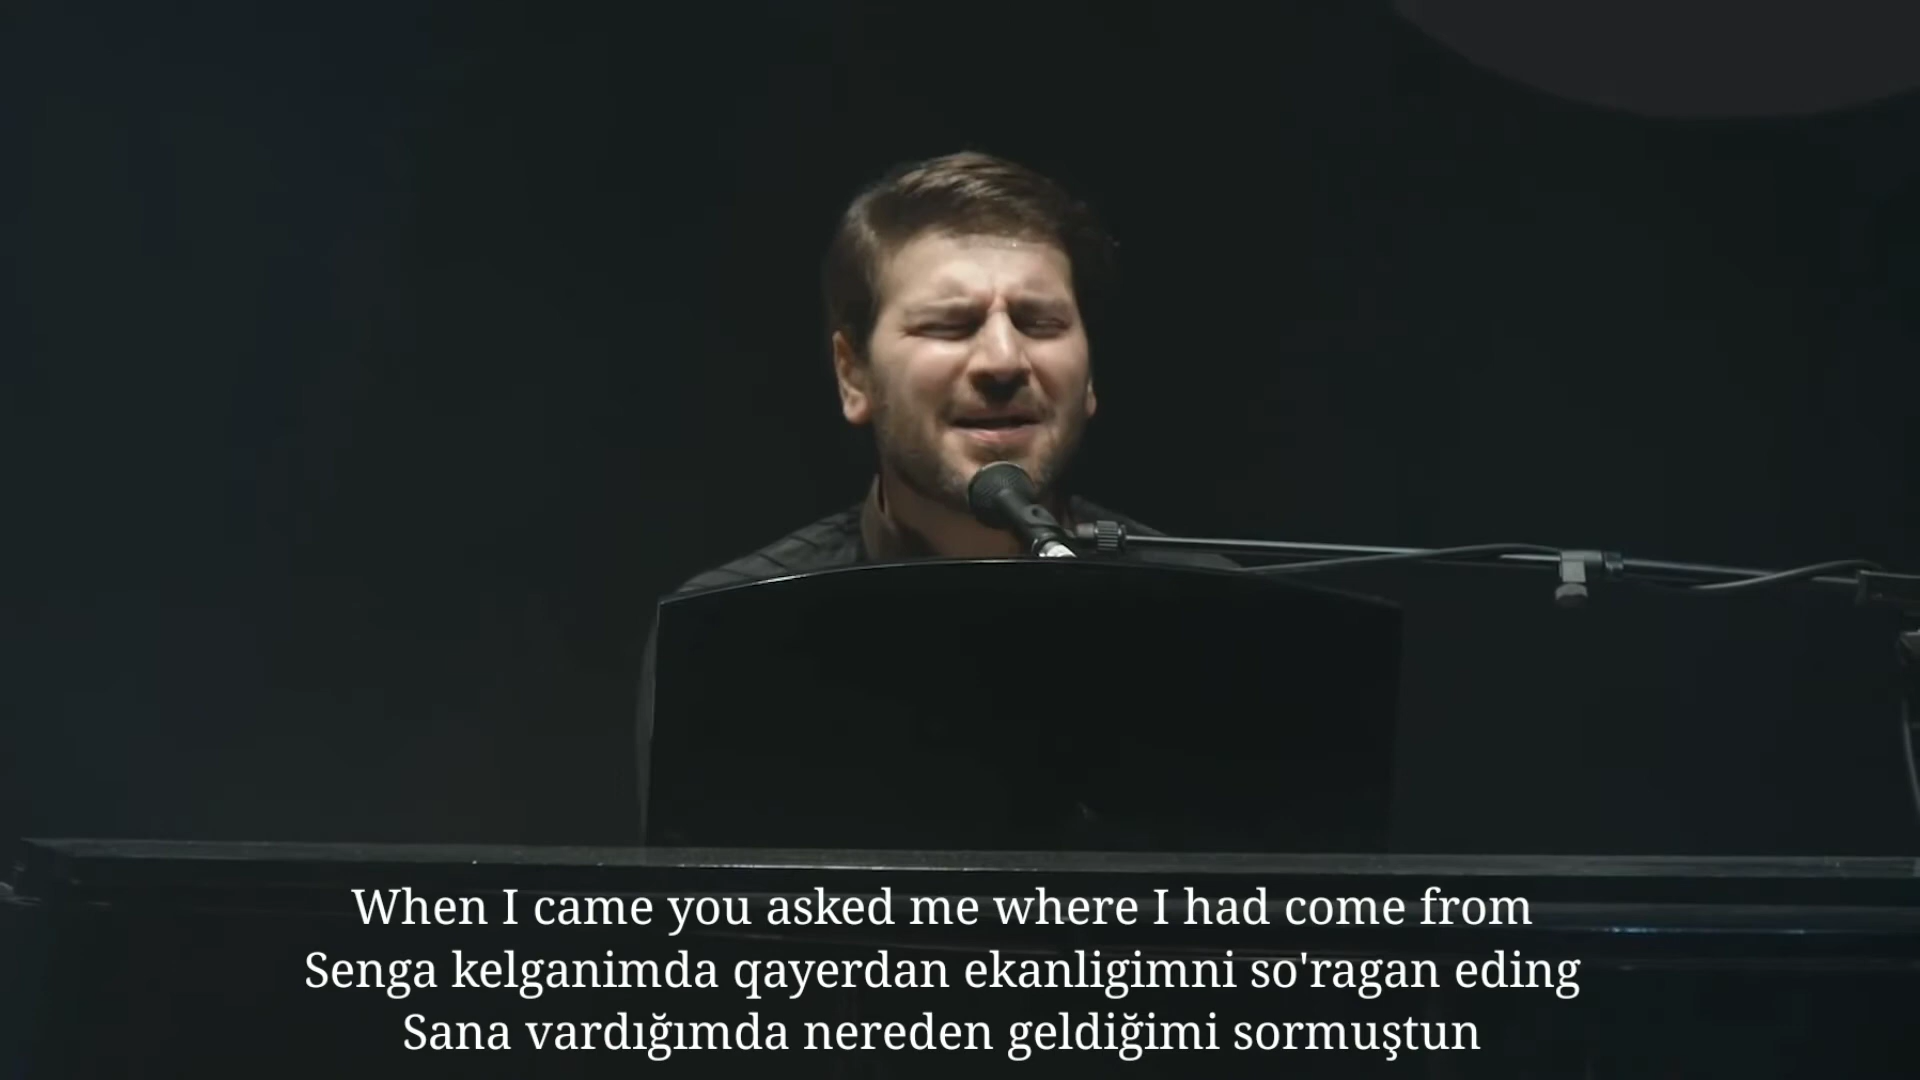 When I came you asked me where I had come from
Senga kelganimda qayerdan ekanligimni so'ragan eding
Sana vardığımda nereden geldiğimi sormuştun